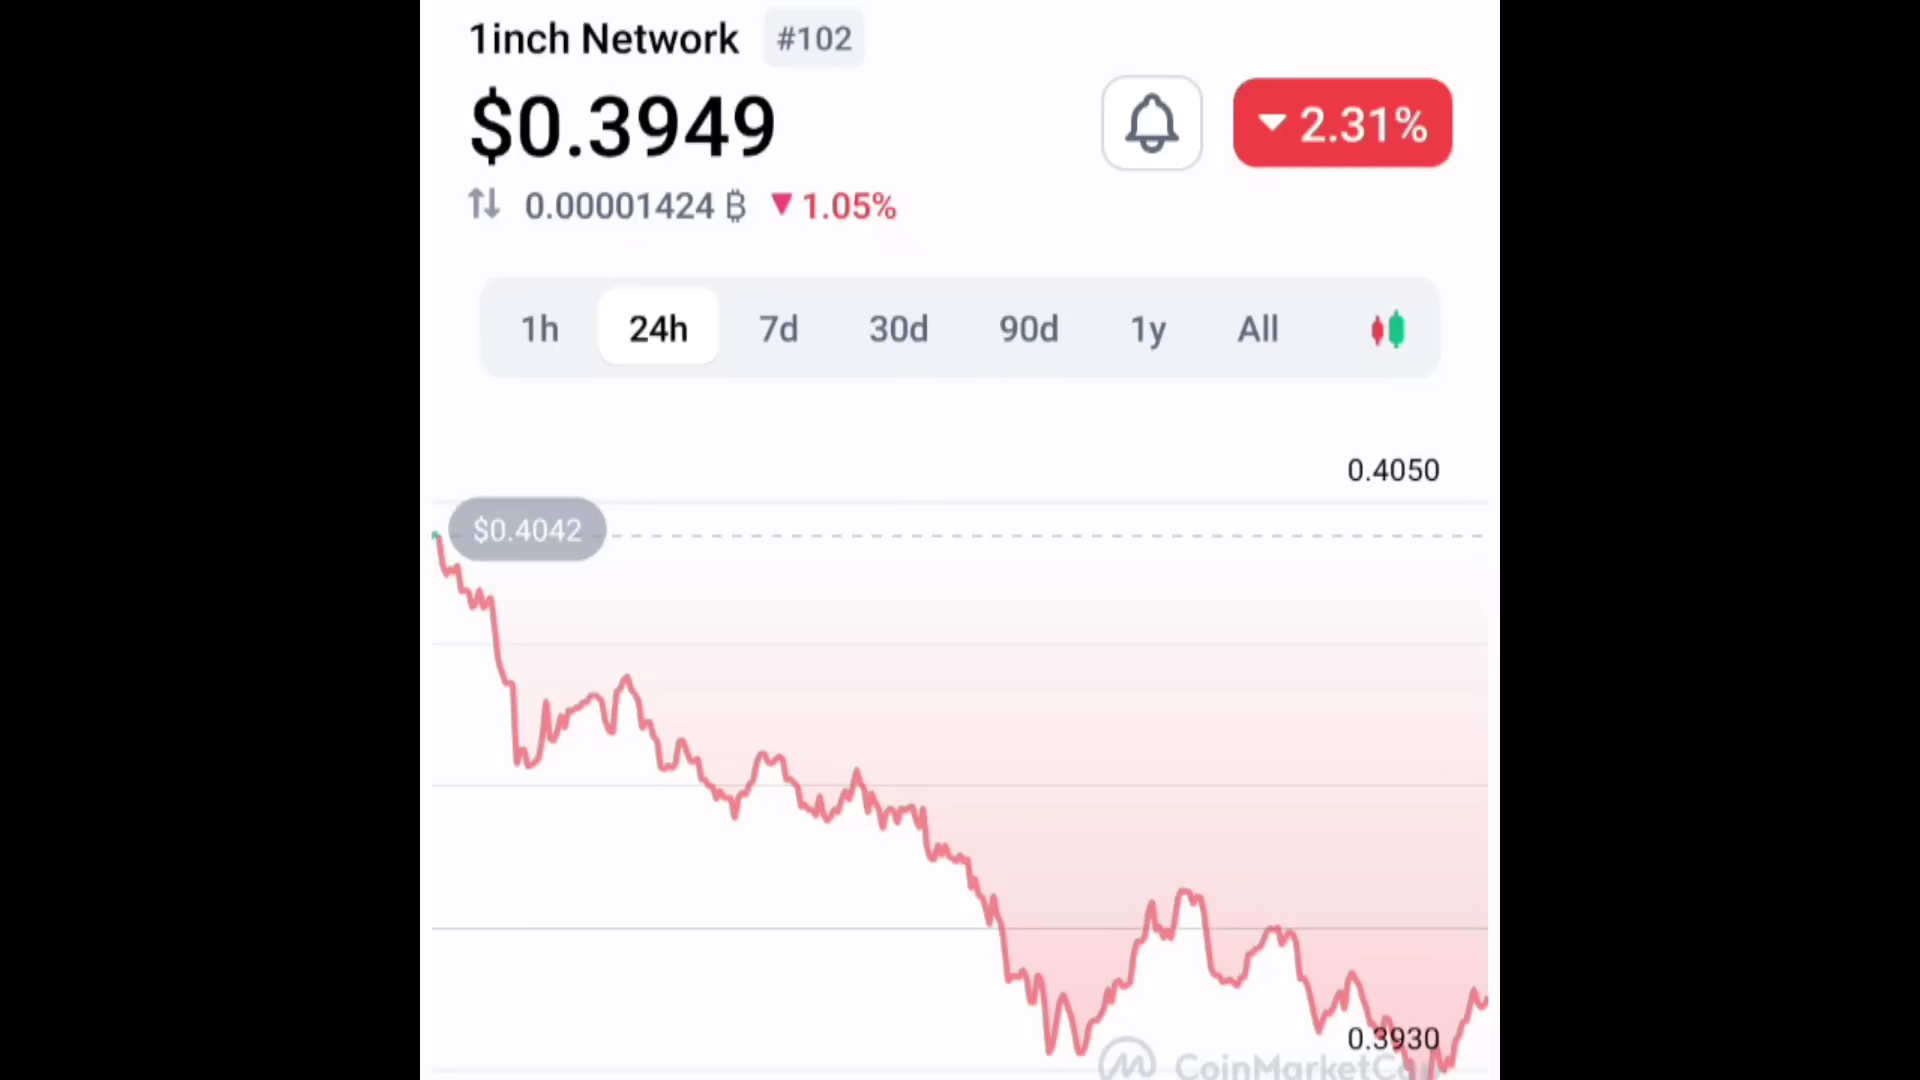 1inch Network #102
$0.3949
2.31%
0.00001424 ₿ 1.05%
1h 24h 7d 30d 90d 1y All
0.4050
$0.4042
0.3930
CoinMarketCap